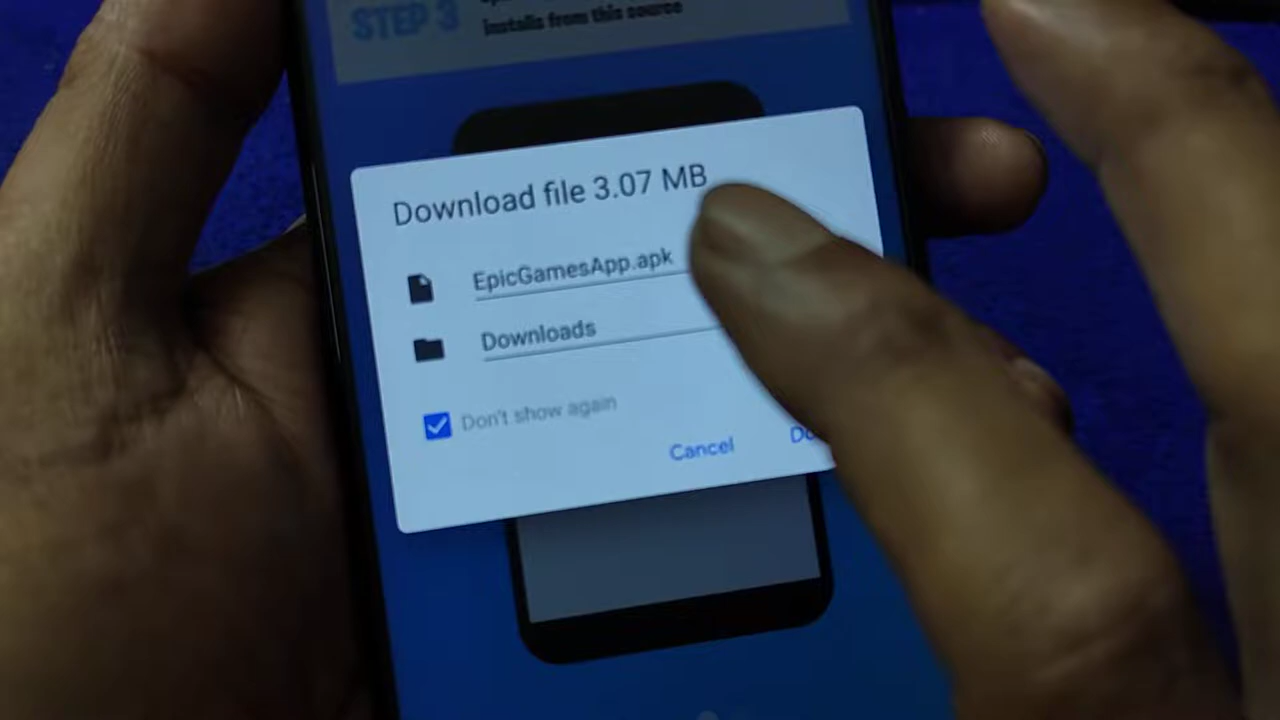 STEP 3
installs from this source
Download file 3.07 MB
EpicGamesApp.apk
Downloads
Don't show again
Cancel